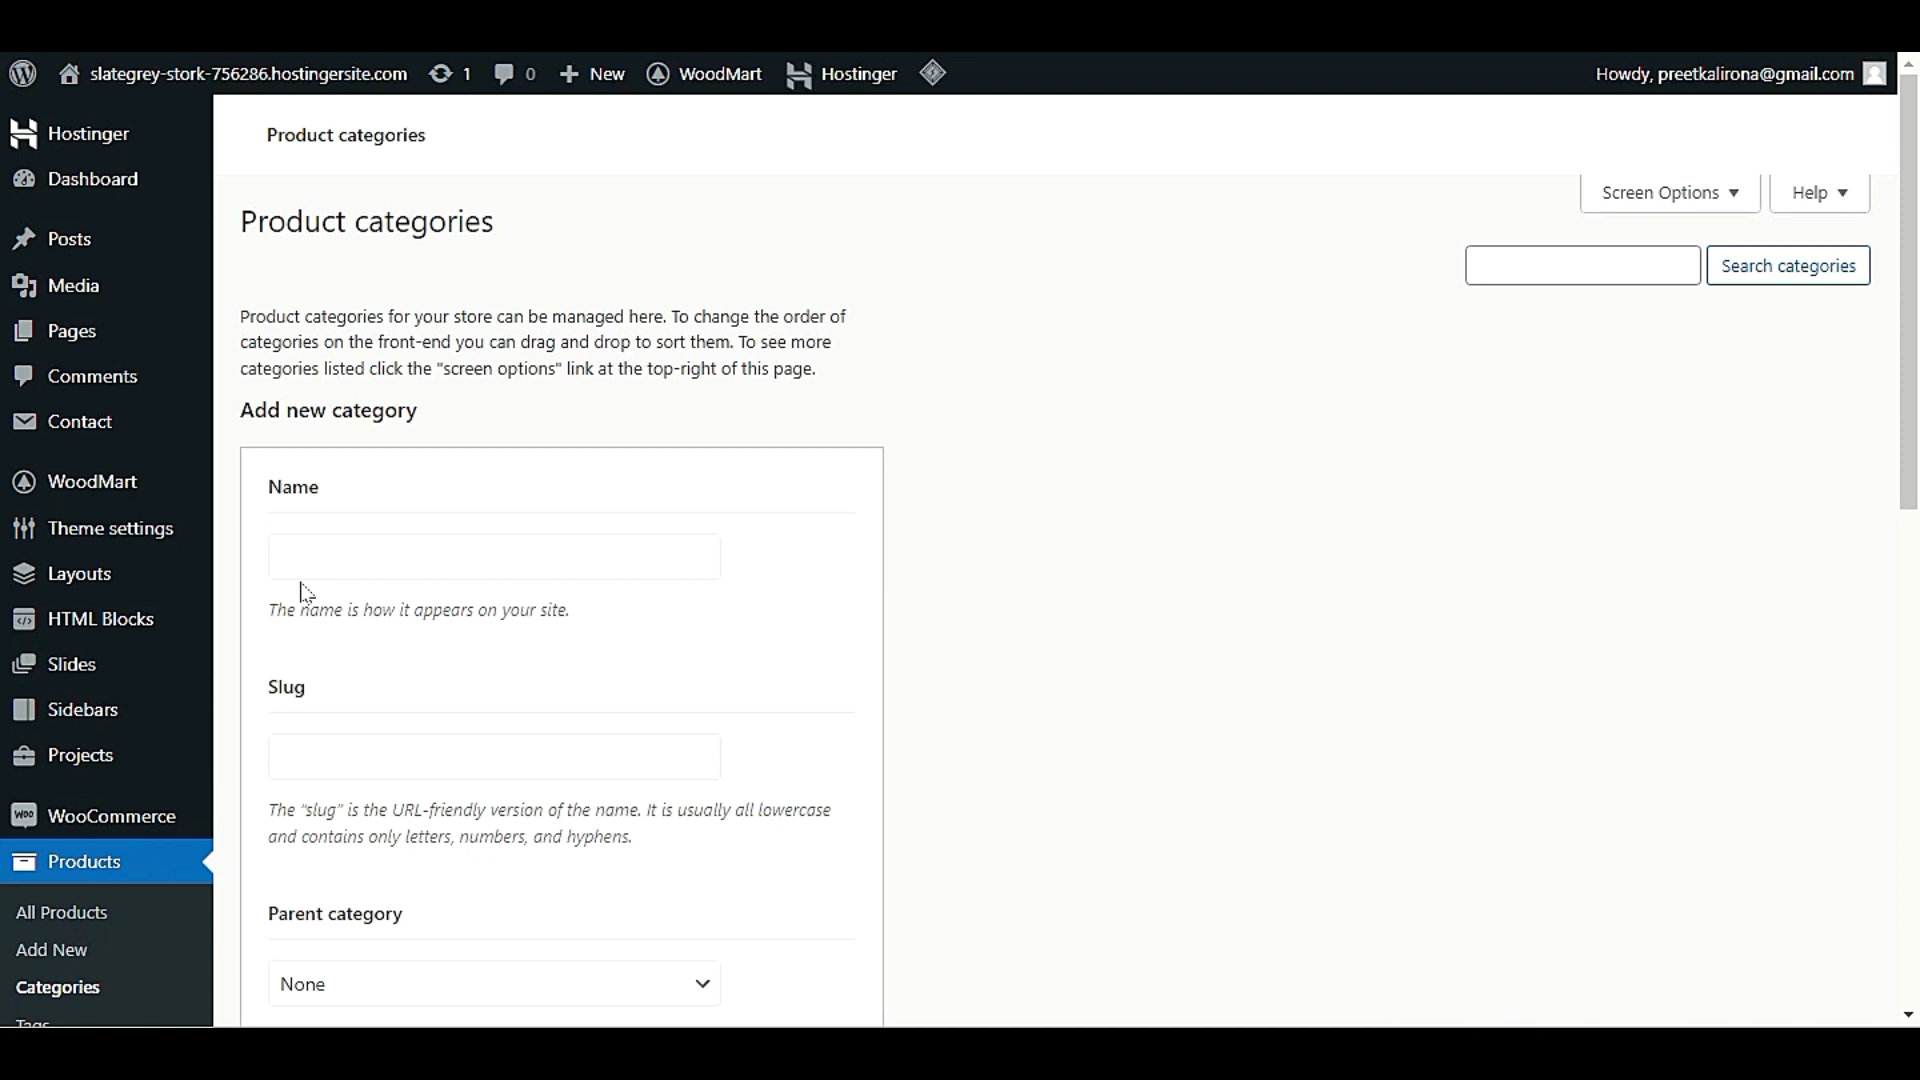 slategrey-stork-756286.hostingersite.com 1 0 New WoodMart Hostinger Howdy, preetkalirona@gmail.com
Hostinger
Dashboard
Posts
Media
Pages
Comments
Contact
WoodMart
Theme settings
Layouts
HTML Blocks
Slides
Sidebars
Projects
WooCommerce
Products
All Products
Add New
Categories
Tags
Product categories
Screen Options Help
Product categories
Search categories
Product categories for your store can be managed here. To change the order of
categories on the front-end you can drag and drop to sort them. To see more
categories listed click the "screen options" link at the top-right of this page.
Add new category
Name
The name is how it appears on your site.
Slug
The "slug" is the URL-friendly version of the name. It is usually all lowercase
and contains only letters, numbers, and hyphens.
Parent category
None